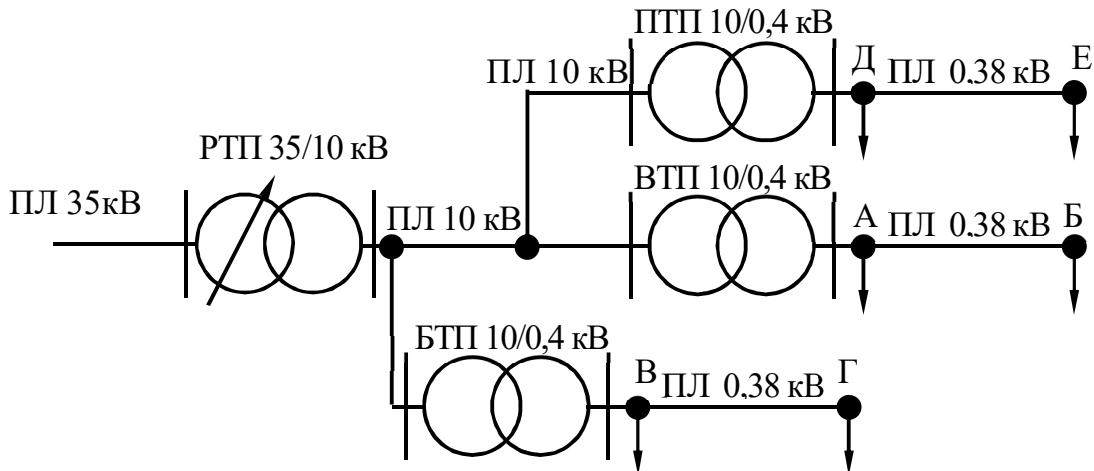 ПТП 10/0,4 кВ
ПЛ 10 кВ
Д
ПЛ 0,38 кВ
Е
РТП 35/10 кВ
ВТП 10/0,4 кВ
ПЛ 35кВ
ПЛ 10 кВ
А
ПЛ 0,38 кВ
Б
БТП 10/0,4 кВ
В
ПЛ 0,38 кВ
Г